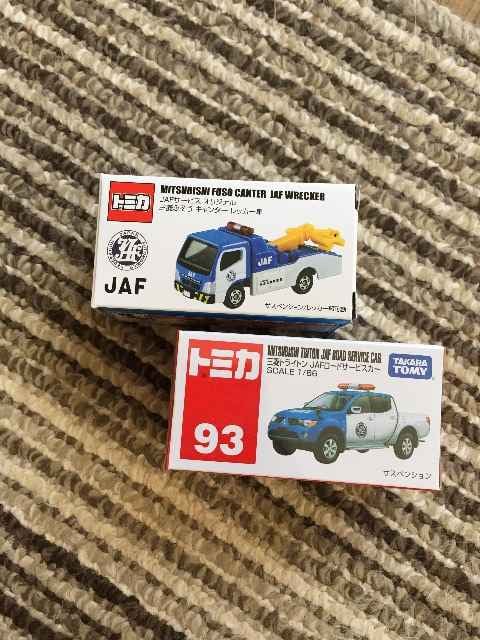 トミカ
MITSUBISHI FUSO CANTER JAF WRECKER
JAFサービス オリジナル
三菱ふそう キャンター レッカー車
JAF
JAF
サスペンション/レッカー部可動
トミカ
MITSUBISHI TRITON JAF ROAD SERVICE CAR
三菱トライトン JAFロードサービスカー
SCALE 1/66
TAKARA
TOMY
93
サスペンション